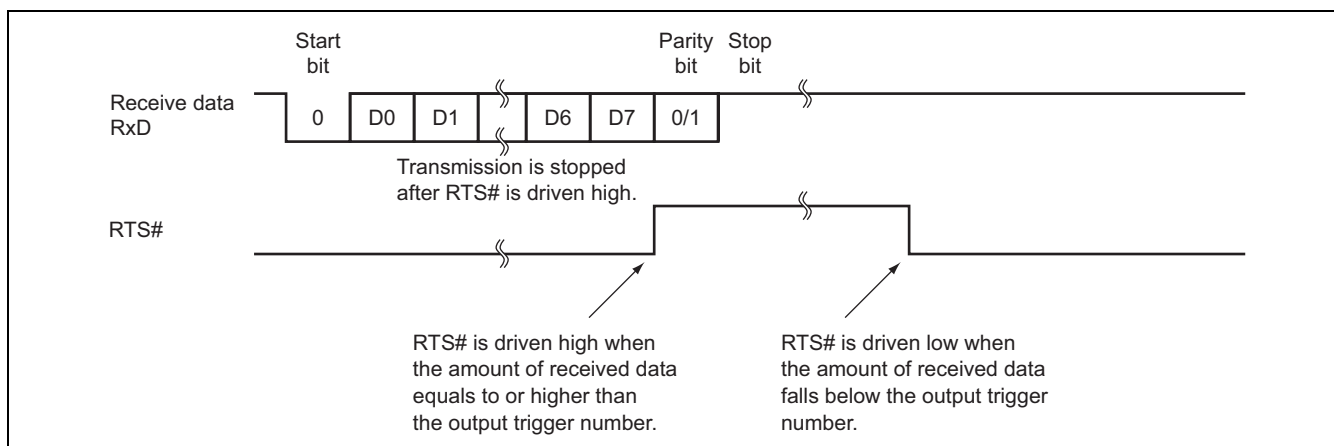 Start
bit
Parity
bit
Stop
bit
Receive data
RxD
0 D0 D1 D6 D7 0/1
Transmission is stopped
after RTS# is driven high.
RTS#
RTS# is driven high when
the amount of received data
equals to or higher than
the output trigger number.
RTS# is driven low when
the amount of received data
falls below the output trigger
number.